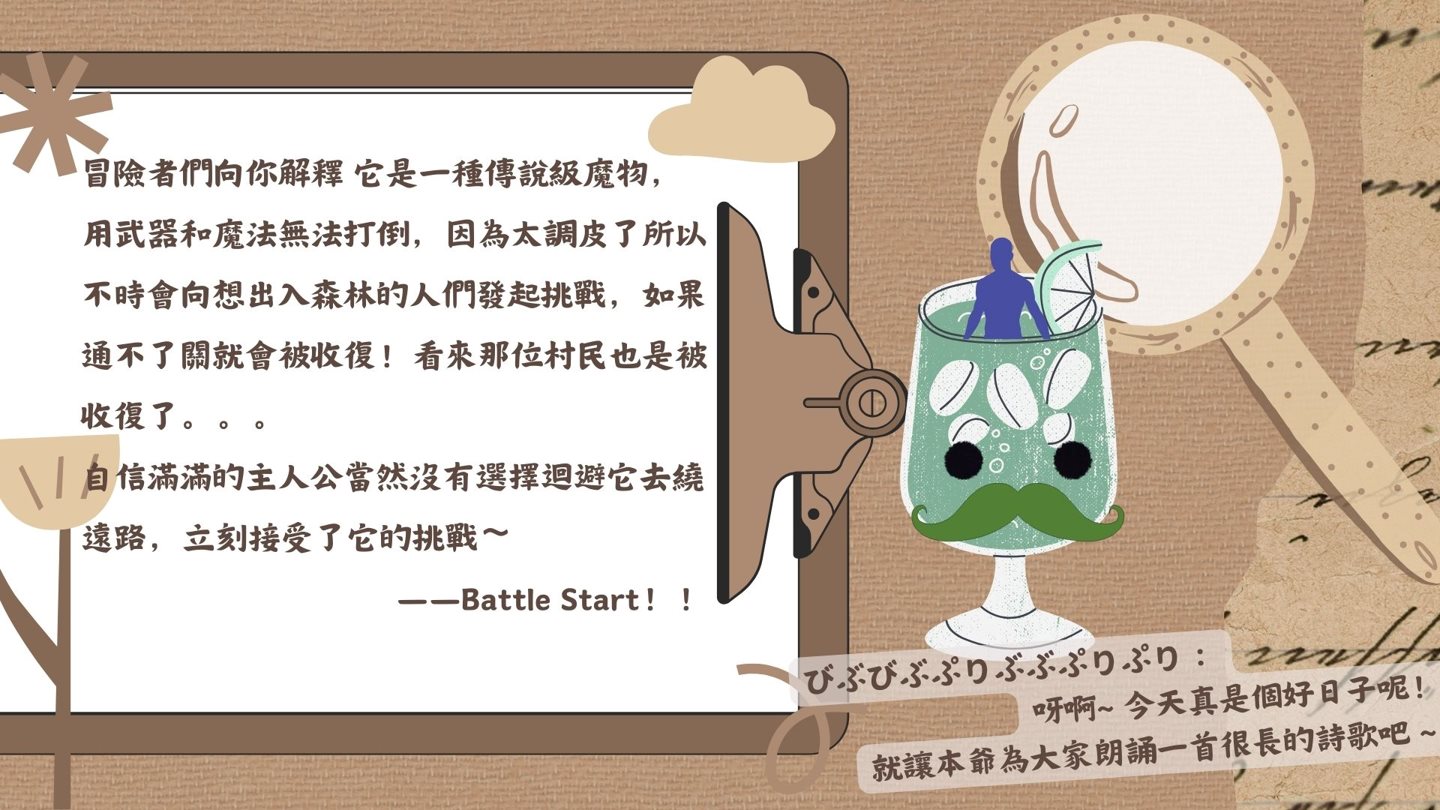 冒險者們向你解釋 它是一種傳說級魔物，
用武器和魔法無法打倒，因為太調皮了所以
不時會向想出入森林的人們發起挑戰，如果
通不了關就會被收復！看來那位村民也是被
收復了。。。
自信滿滿的主人公當然沒有選擇迴避它去繞
遠路，立刻接受了它的挑戰～
——Battle Start！！
びぶびぶぷりぶぶぷりぷり：
呀啊~ 今天真是個好日子呢！
就讓本爺為大家朗誦一首很長的詩歌吧 ~